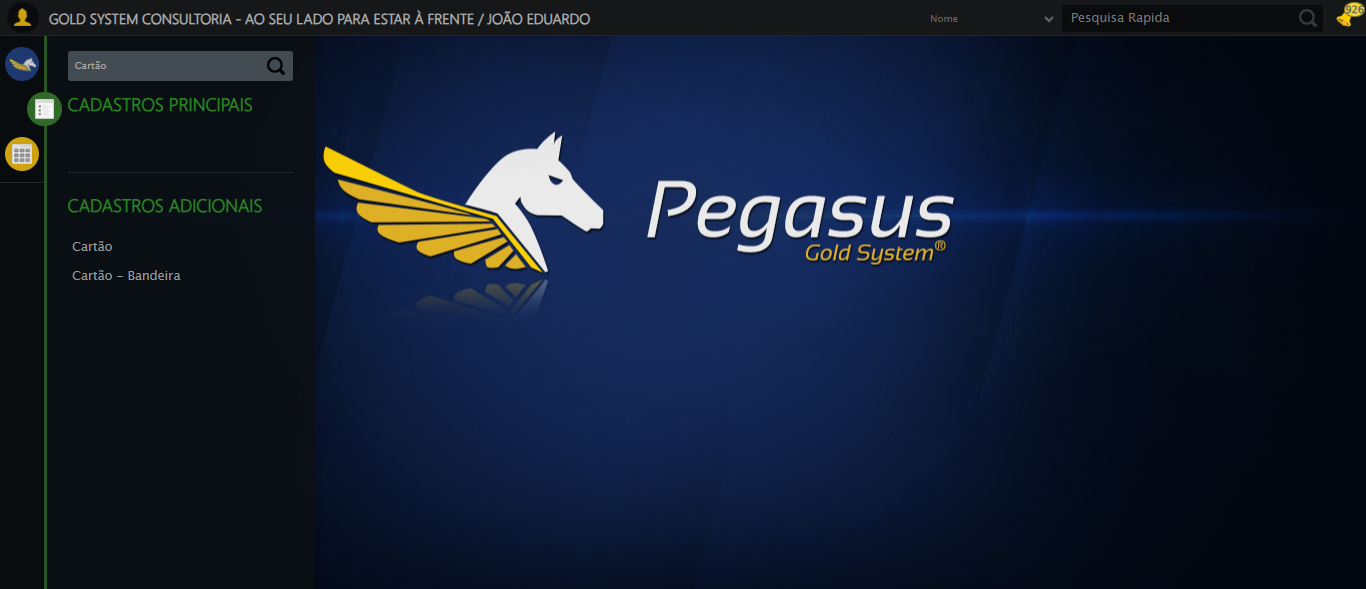 GOLD SYSTEM CONSULTORIA - AO SEU LADO PARA ESTAR À FRENTE / JOÃO EDUARDO
Nome
Pesquisa Rapida
926
Cartão
CADASTROS PRINCIPAIS
CADASTROS ADICIONAIS
Cartão
Cartão - Bandeira
Pegasus
Gold System®